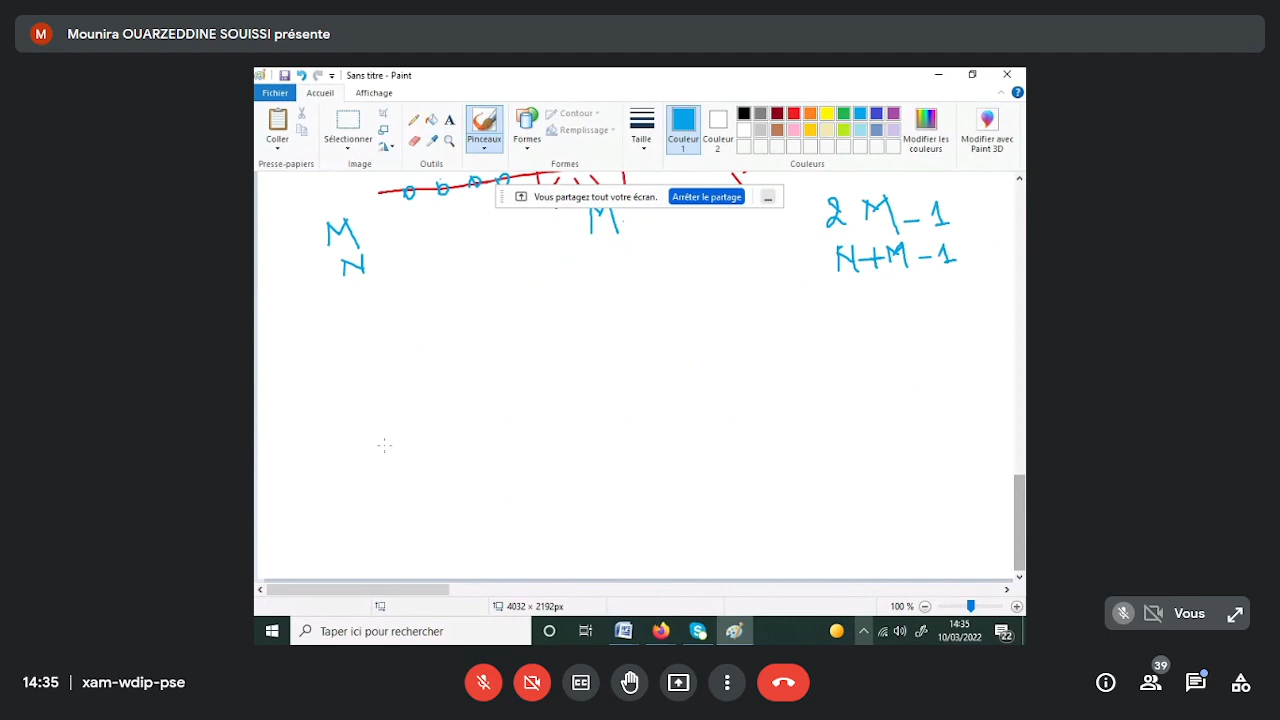 M
Mounira OUARZEDDINE SOUISSI présente
Sans titre - Paint
Fichier
Accueil
Affichage
Coller
Sélectionner
Pinceaux
Formes
Contour
Remplissage
Taille
Couleur 1
Couleur 2
Modifier les couleurs
Modifier avec Paint 3D
Presse-papiers
Image
Outils
Formes
Couleurs
Vous partagez tout votre écran.
Arrêter le partage
M
N
M
2 M - 1
N + M - 1
4032 × 2192px
100 %
Taper ici pour rechercher
14:35
10/03/2022
22
Vous
14:35 | xam-wdip-pse
39